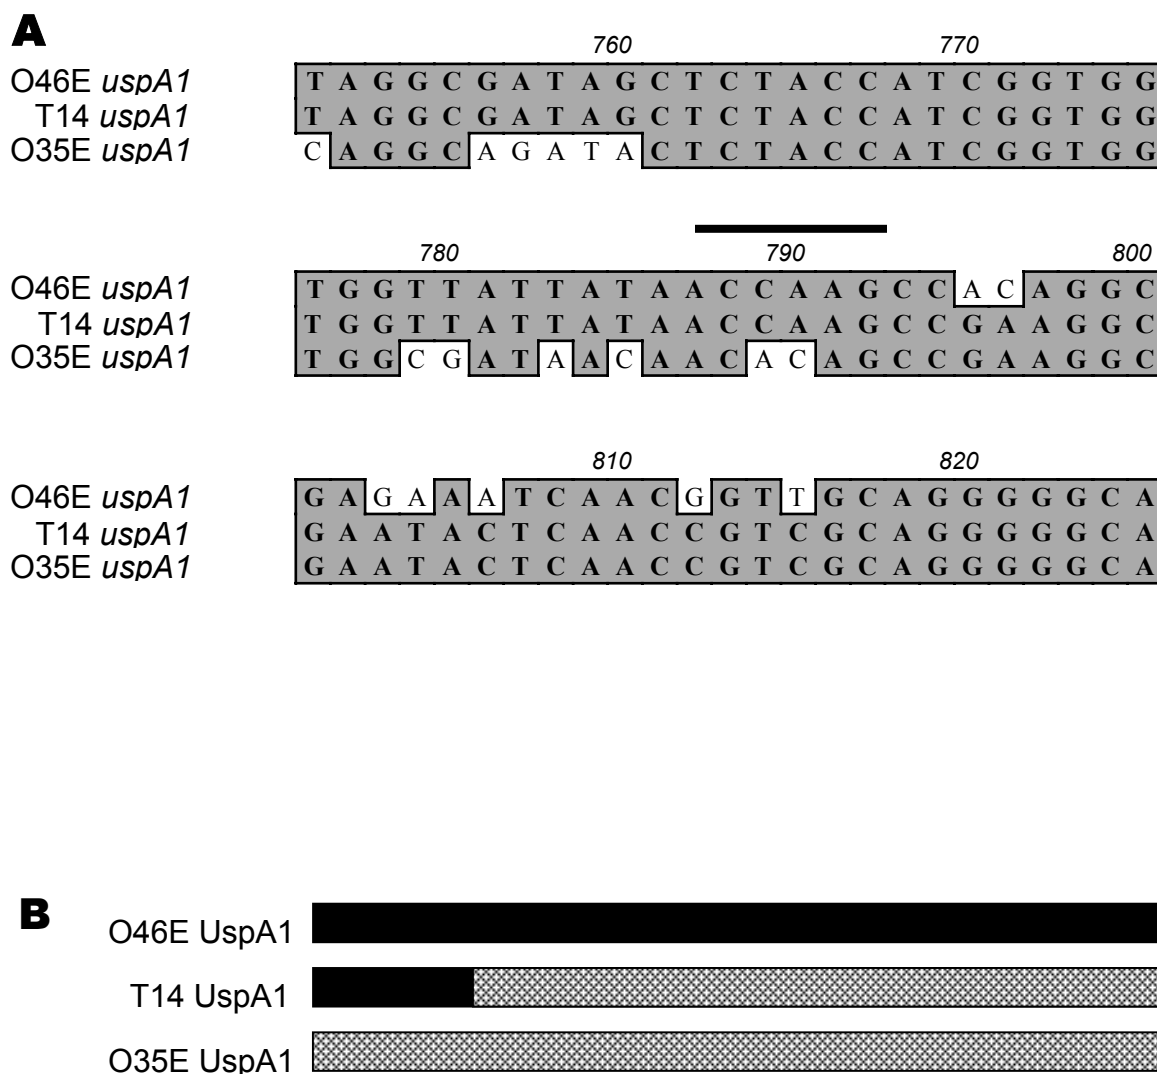 A
760 770
O46E uspA1 T A G G C G A T A G C T C T A C C A T C G G T G G
T14 uspA1 T A G G C G A T A G C T C T A C C A T C G G T G G
O35E uspA1 C A G G C A G A T A C T C T A C C A T C G G T G G
780 790 800
O46E uspA1 T G G T T A T T A T A A C C A A G C C A C A G G C
T14 uspA1 T G G T T A T T A T A A C C A A G C C G A A G G C
O35E uspA1 T G G C G A T A A C A A C A C A G C C G A A G G C
810 820
O46E uspA1 G A G A A A T C A A C G G T T G C A G G G G G C A
T14 uspA1 G A A T A C T C A A C C G T C G C A G G G G G C A
O35E uspA1 G A A T A C T C A A C C G T C G C A G G G G G C A
B
O46E UspA1
T14 UspA1
O35E UspA1